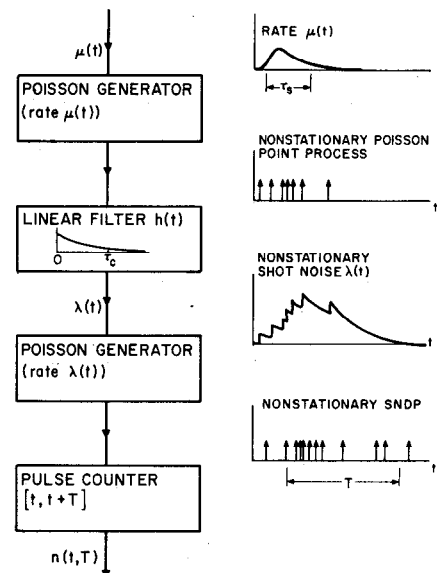 μ(t)
POISSON GENERATOR
(rate μ(t))
LINEAR FILTER h(t)
O
τc
λ(t)
POISSON GENERATOR
(rate λ(t))
PULSE COUNTER
[t, t+T]
n(t,T)
RATE μ(t)
τs
t
NONSTATIONARY POISSON
POINT PROCESS
t
NONSTATIONARY
SHOT NOISE λ(t)
t
NONSTATIONARY SNDP
T
t